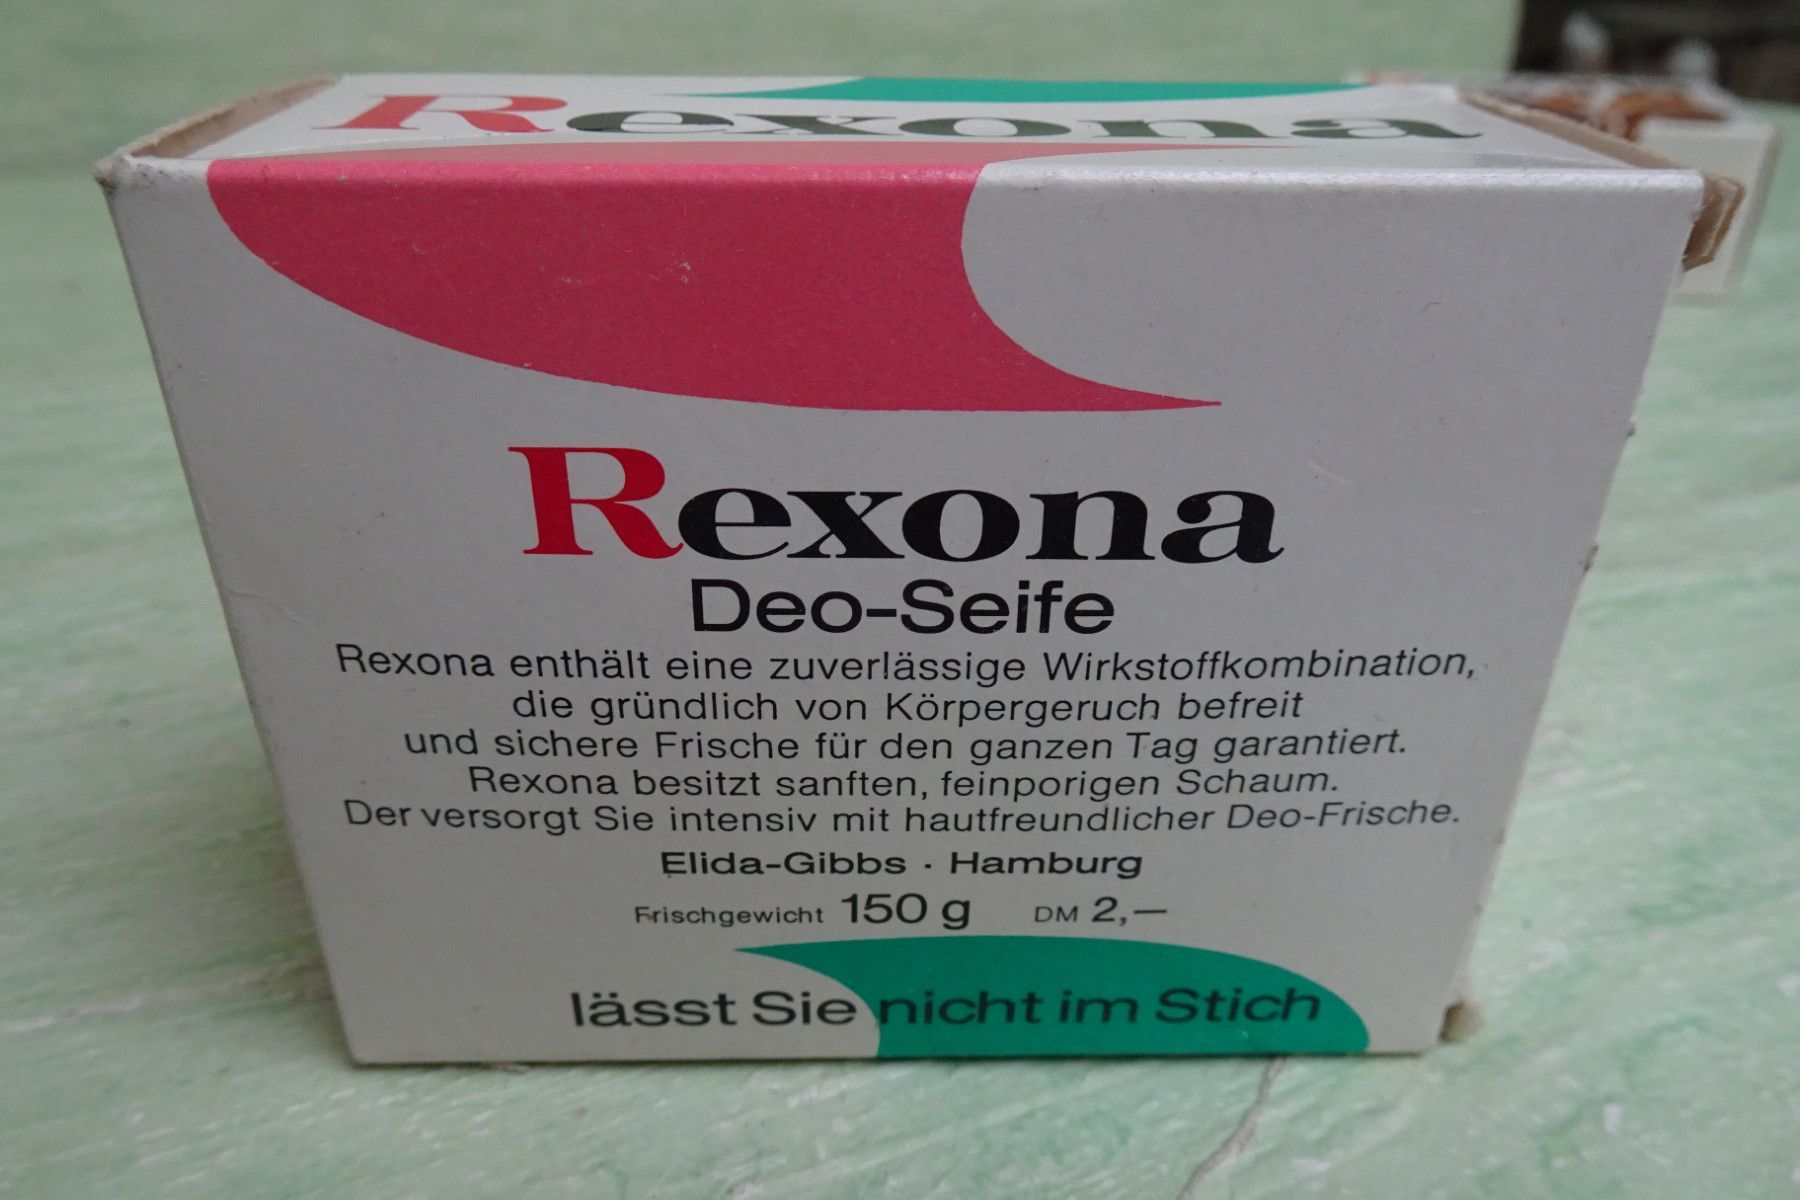 Rexona
Rexona
Deo-Seife
Rexona enthält eine zuverlässige Wirkstoffkombination,
die gründlich von Körpergeruch befreit
und sichere Frische für den ganzen Tag garantiert.
Rexona besitzt sanften, feinporigen Schaum.
Der versorgt Sie intensiv mit hautfreundlicher Deo-Frische.
Elida-Gibbs · Hamburg
Frischgewicht 150 g DM 2,—
lässt Sie nicht im Stich